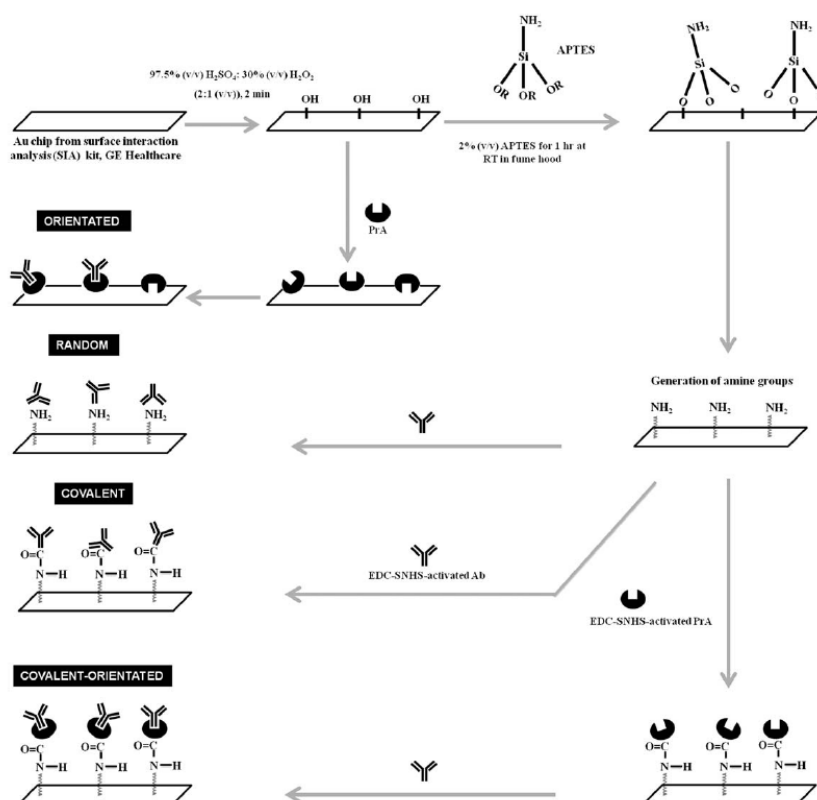 NH2
Si
APTES
OR
OR
OR
NH2
Si
O
O
O
NH2
Si
O
O
97.5% (v/v) H2SO4: 30% (v/v) H2O2
(2:1 (v/v)), 2 min
OH
OH
OH
Au chip from surface interaction
analysis (SIA) kit, GE Healthcare
2% (v/v) APTES for 1 hr at
RT in fume hood
PrA
ORIENTATED
RANDOM
NH2
NH2
NH2
Generation of amine groups
NH2
NH2
NH2
COVALENT
O=C
N-H
O=C
N-H
O=C
N-H
EDC-SNHS-activated Ab
EDC-SNHS-activated PrA
COVALENT-ORIENTATED
O=C
N-H
O=C
N-H
O=C
N-H
O=C
N-H
O=C
N-H
O=C
N-H